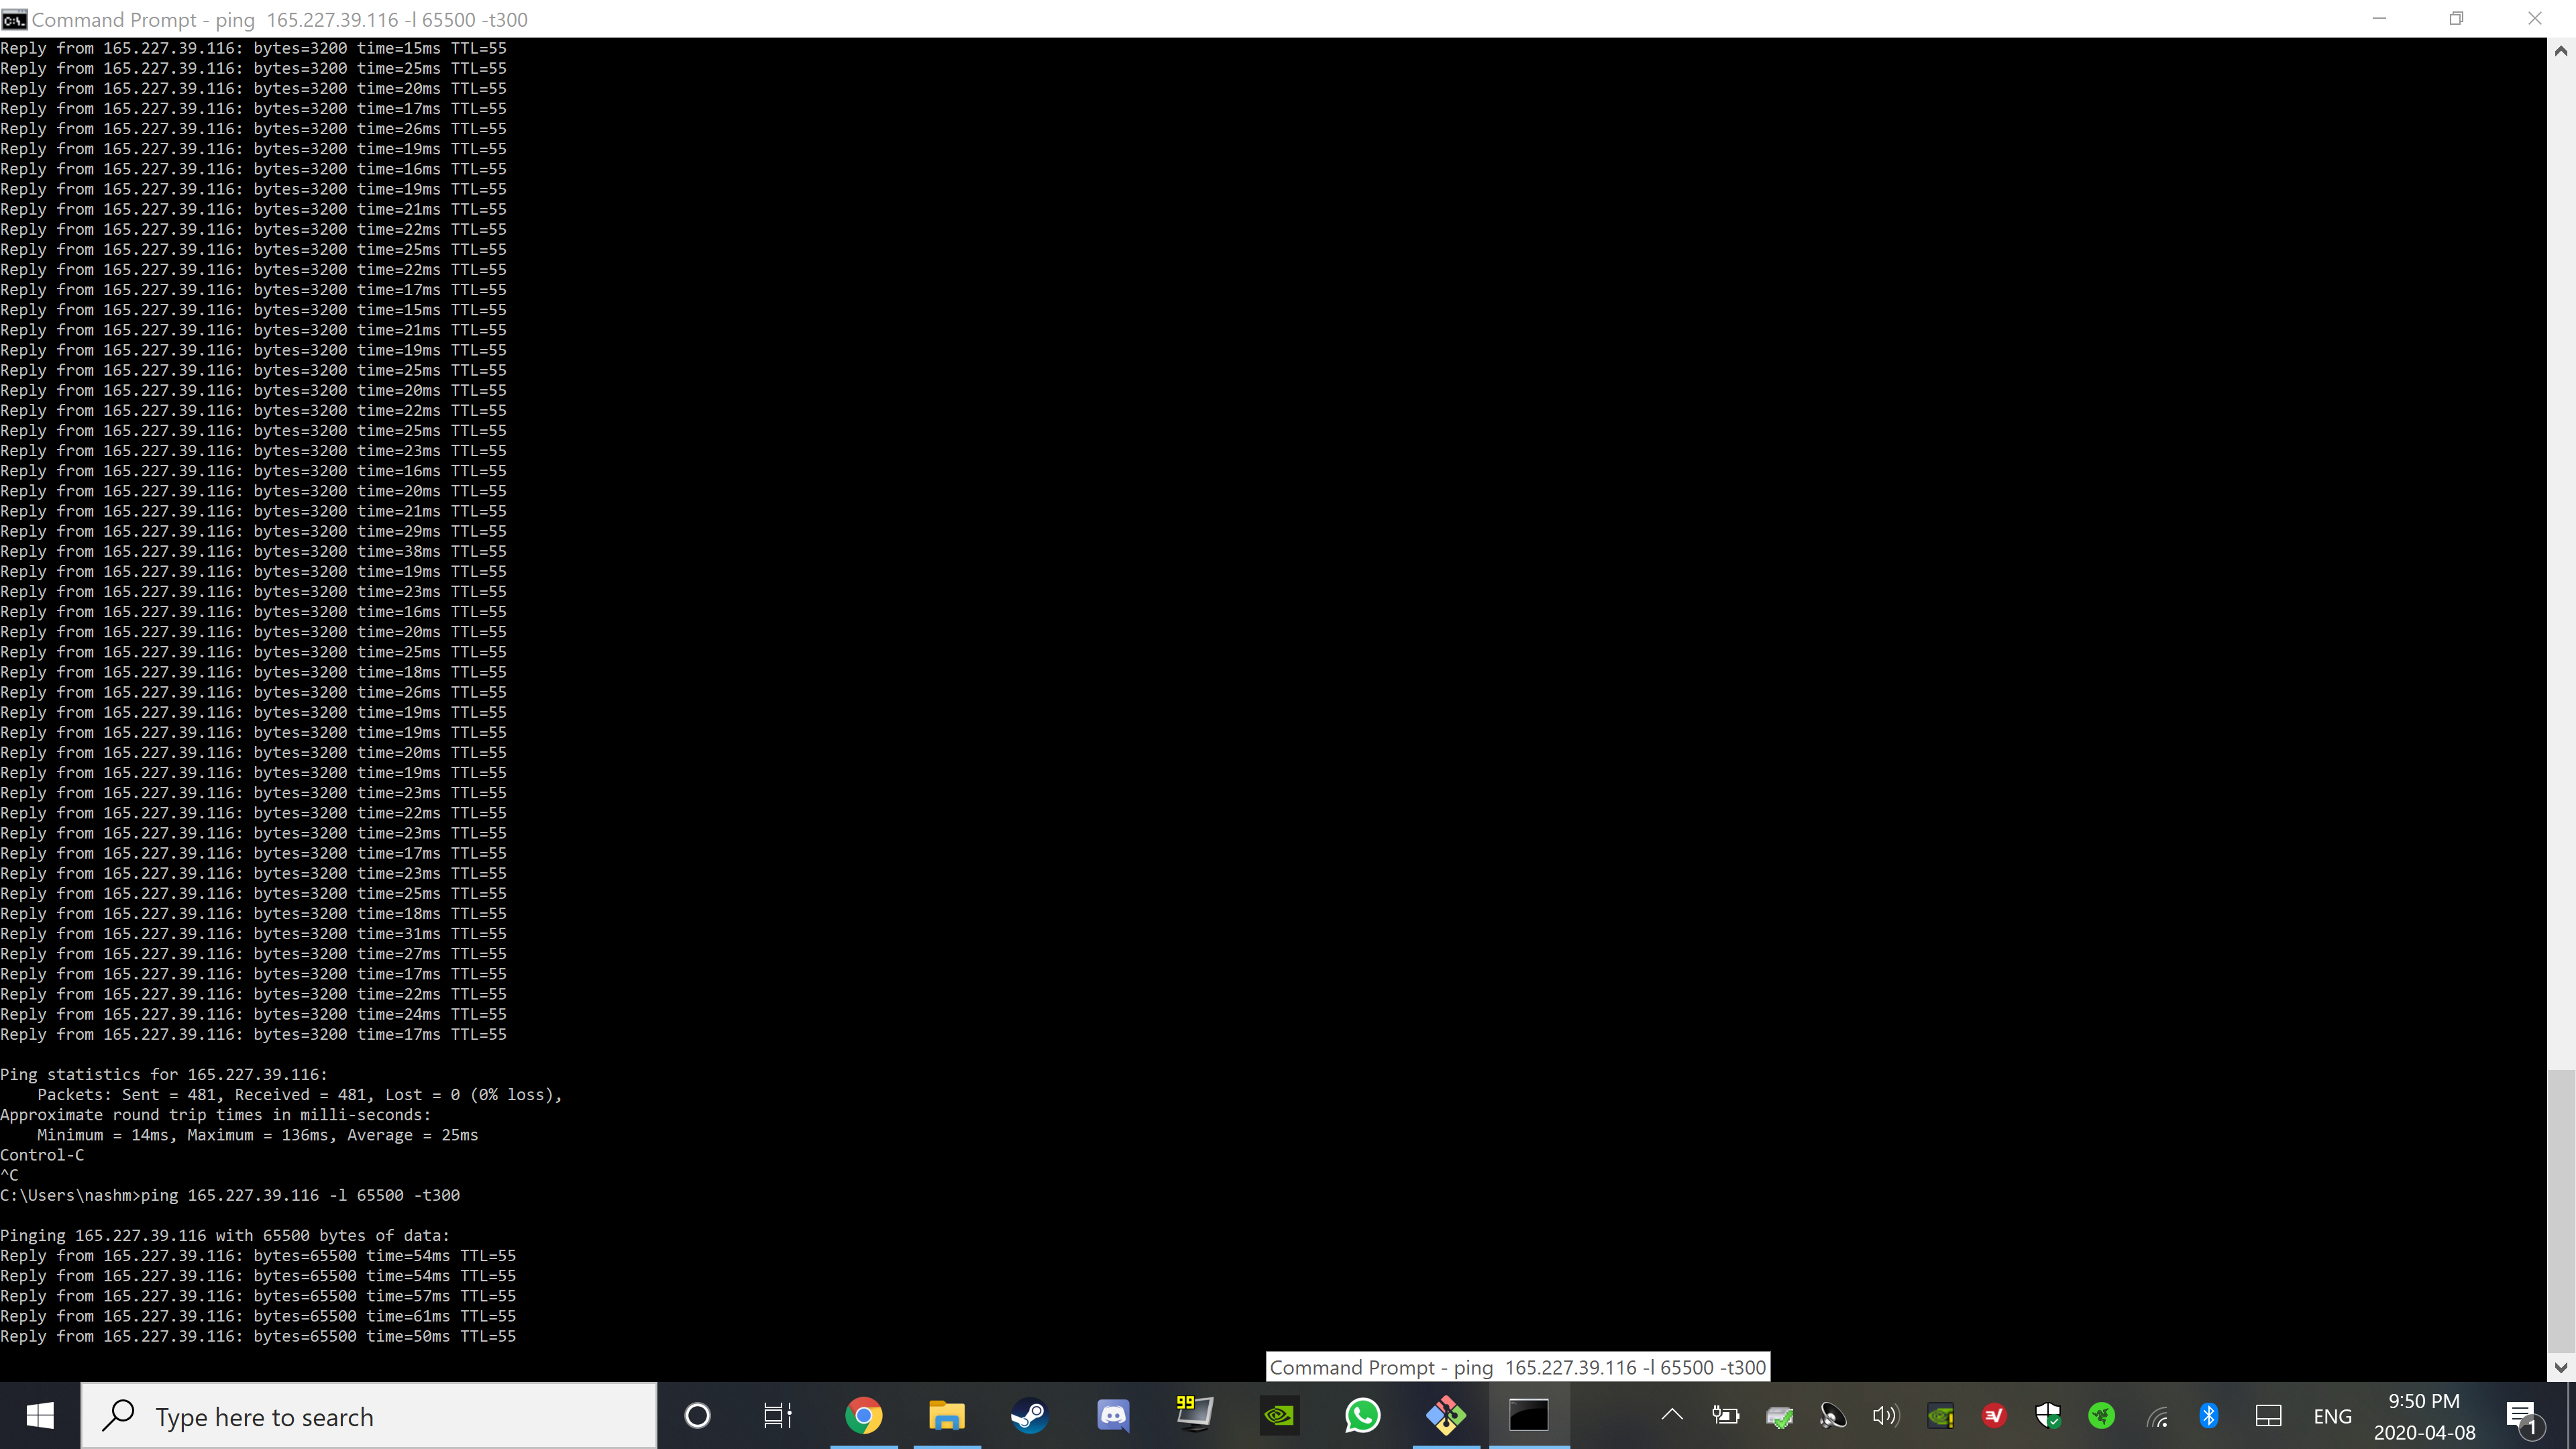 Command Prompt - ping  165.227.39.116 -l 65500 -t300
Reply from 165.227.39.116: bytes=3200 time=15ms TTL=55
Reply from 165.227.39.116: bytes=3200 time=25ms TTL=55
Reply from 165.227.39.116: bytes=3200 time=20ms TTL=55
Reply from 165.227.39.116: bytes=3200 time=17ms TTL=55
Reply from 165.227.39.116: bytes=3200 time=26ms TTL=55
Reply from 165.227.39.116: bytes=3200 time=19ms TTL=55
Reply from 165.227.39.116: bytes=3200 time=16ms TTL=55
Reply from 165.227.39.116: bytes=3200 time=19ms TTL=55
Reply from 165.227.39.116: bytes=3200 time=21ms TTL=55
Reply from 165.227.39.116: bytes=3200 time=22ms TTL=55
Reply from 165.227.39.116: bytes=3200 time=25ms TTL=55
Reply from 165.227.39.116: bytes=3200 time=22ms TTL=55
Reply from 165.227.39.116: bytes=3200 time=17ms TTL=55
Reply from 165.227.39.116: bytes=3200 time=15ms TTL=55
Reply from 165.227.39.116: bytes=3200 time=21ms TTL=55
Reply from 165.227.39.116: bytes=3200 time=19ms TTL=55
Reply from 165.227.39.116: bytes=3200 time=25ms TTL=55
Reply from 165.227.39.116: bytes=3200 time=20ms TTL=55
Reply from 165.227.39.116: bytes=3200 time=22ms TTL=55
Reply from 165.227.39.116: bytes=3200 time=25ms TTL=55
Reply from 165.227.39.116: bytes=3200 time=23ms TTL=55
Reply from 165.227.39.116: bytes=3200 time=16ms TTL=55
Reply from 165.227.39.116: bytes=3200 time=20ms TTL=55
Reply from 165.227.39.116: bytes=3200 time=21ms TTL=55
Reply from 165.227.39.116: bytes=3200 time=29ms TTL=55
Reply from 165.227.39.116: bytes=3200 time=38ms TTL=55
Reply from 165.227.39.116: bytes=3200 time=19ms TTL=55
Reply from 165.227.39.116: bytes=3200 time=23ms TTL=55
Reply from 165.227.39.116: bytes=3200 time=16ms TTL=55
Reply from 165.227.39.116: bytes=3200 time=20ms TTL=55
Reply from 165.227.39.116: bytes=3200 time=25ms TTL=55
Reply from 165.227.39.116: bytes=3200 time=18ms TTL=55
Reply from 165.227.39.116: bytes=3200 time=26ms TTL=55
Reply from 165.227.39.116: bytes=3200 time=19ms TTL=55
Reply from 165.227.39.116: bytes=3200 time=19ms TTL=55
Reply from 165.227.39.116: bytes=3200 time=20ms TTL=55
Reply from 165.227.39.116: bytes=3200 time=19ms TTL=55
Reply from 165.227.39.116: bytes=3200 time=23ms TTL=55
Reply from 165.227.39.116: bytes=3200 time=22ms TTL=55
Reply from 165.227.39.116: bytes=3200 time=23ms TTL=55
Reply from 165.227.39.116: bytes=3200 time=17ms TTL=55
Reply from 165.227.39.116: bytes=3200 time=23ms TTL=55
Reply from 165.227.39.116: bytes=3200 time=25ms TTL=55
Reply from 165.227.39.116: bytes=3200 time=18ms TTL=55
Reply from 165.227.39.116: bytes=3200 time=31ms TTL=55
Reply from 165.227.39.116: bytes=3200 time=27ms TTL=55
Reply from 165.227.39.116: bytes=3200 time=17ms TTL=55
Reply from 165.227.39.116: bytes=3200 time=22ms TTL=55
Reply from 165.227.39.116: bytes=3200 time=24ms TTL=55
Reply from 165.227.39.116: bytes=3200 time=17ms TTL=55
Ping statistics for 165.227.39.116:
    Packets: Sent = 481, Received = 481, Lost = 0 (0% loss),
Approximate round trip times in milli-seconds:
    Minimum = 14ms, Maximum = 136ms, Average = 25ms
Control-C
^C
C:\Users\nashm>ping 165.227.39.116 -l 65500 -t300
Pinging 165.227.39.116 with 65500 bytes of data:
Reply from 165.227.39.116: bytes=65500 time=54ms TTL=55
Reply from 165.227.39.116: bytes=65500 time=54ms TTL=55
Reply from 165.227.39.116: bytes=65500 time=57ms TTL=55
Reply from 165.227.39.116: bytes=65500 time=61ms TTL=55
Reply from 165.227.39.116: bytes=65500 time=50ms TTL=55
Command Prompt - ping  165.227.39.116 -l 65500 -t300
Type here to search
99
ENG
9:50 PM
2020-04-08
1